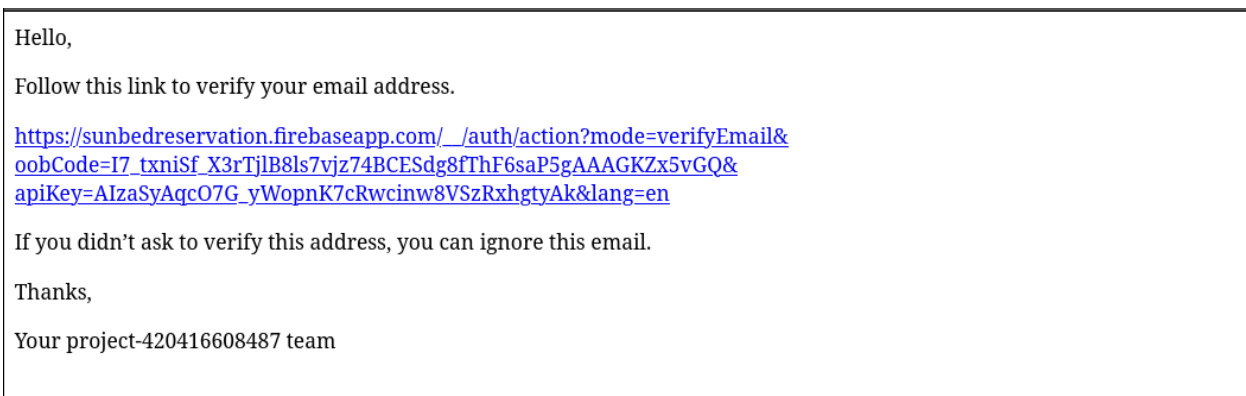 Hello,
Follow this link to verify your email address.
https://sunbedreservation.firebaseapp.com/__/auth/action?mode=verifyEmail&
oobCode=I7_txniSf_X3rTjlB8ls7vjz74BCESdg8fThF6saP5gAAAGKZx5vGQ&
apiKey=AIzaSyAqcO7G_yWopnK7cRwcinw8VSzRxhgtyAk&lang=en
If you didn’t ask to verify this address, you can ignore this email.
Thanks,
Your project-420416608487 team